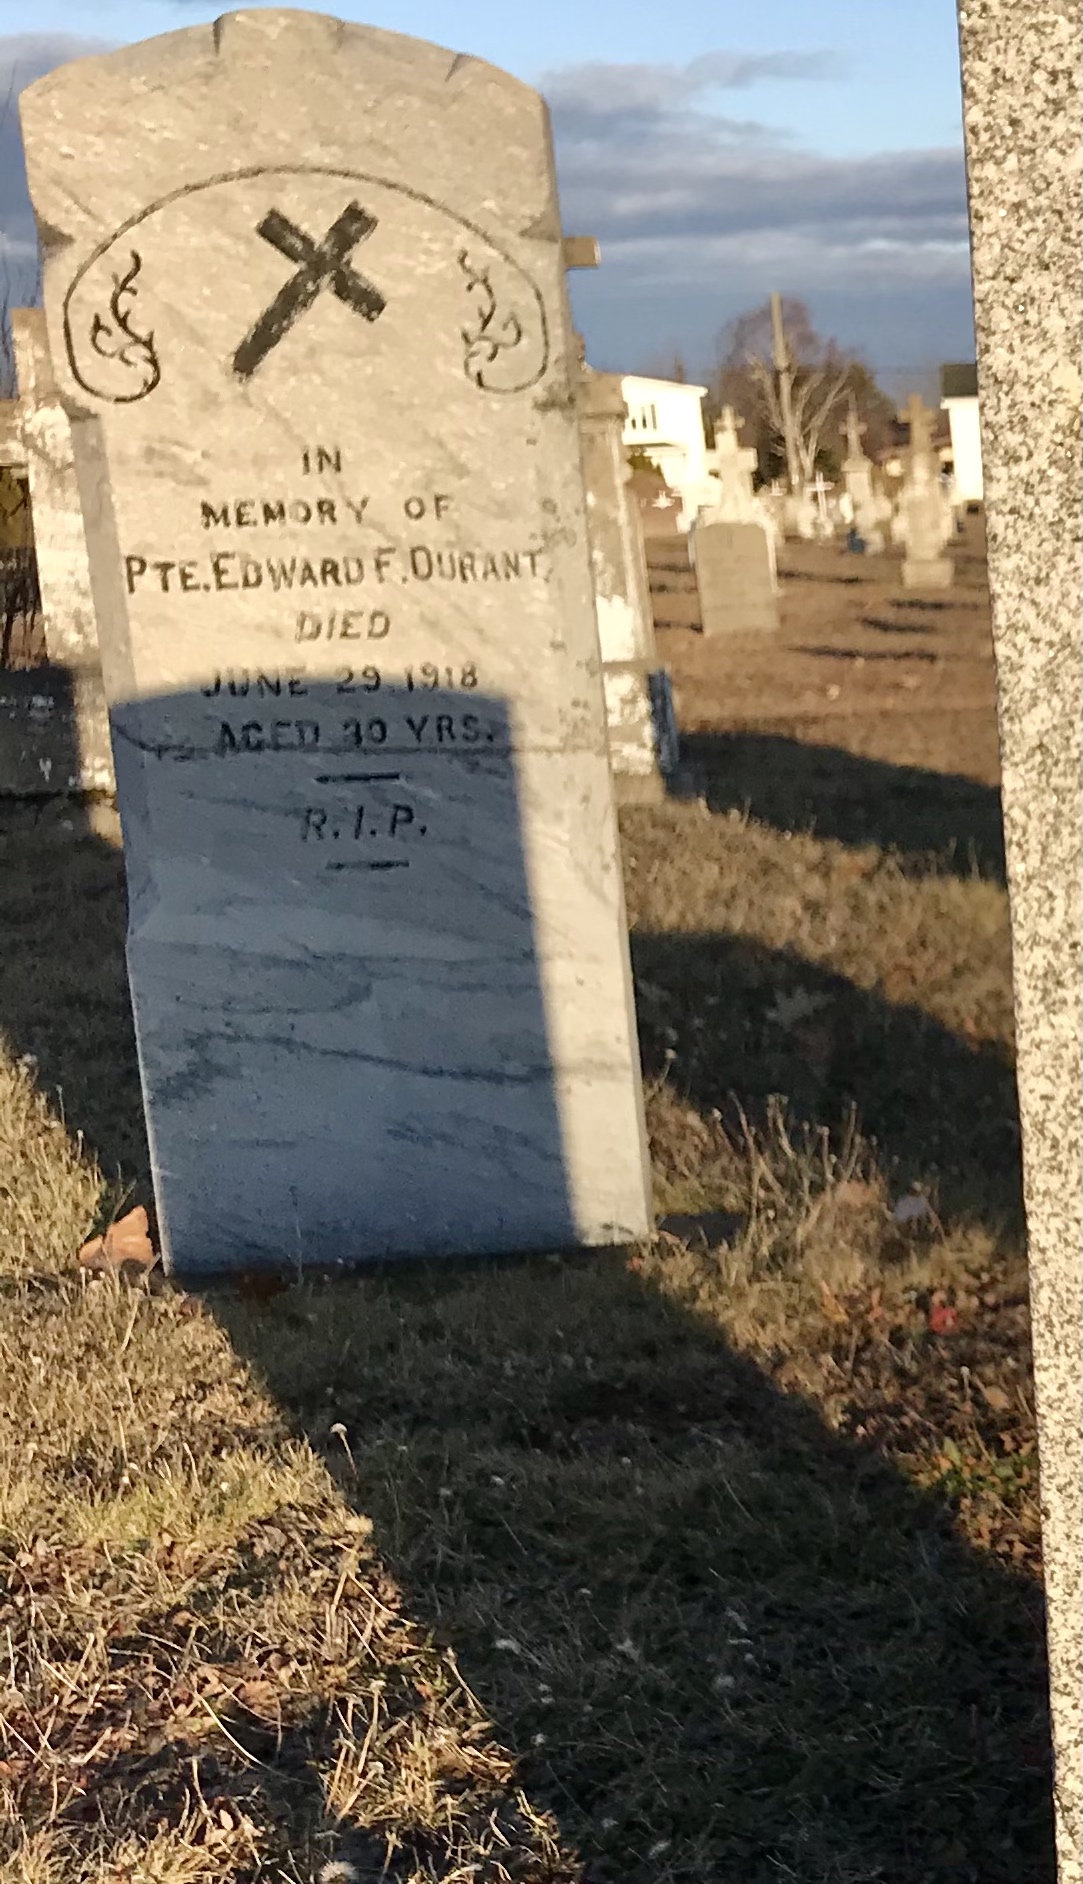 IN
MEMORY OF
PTE. EDWARD F. DURANT,
DIED
JUNE 29 1918
AGED 30 YRS.
R.I.P.